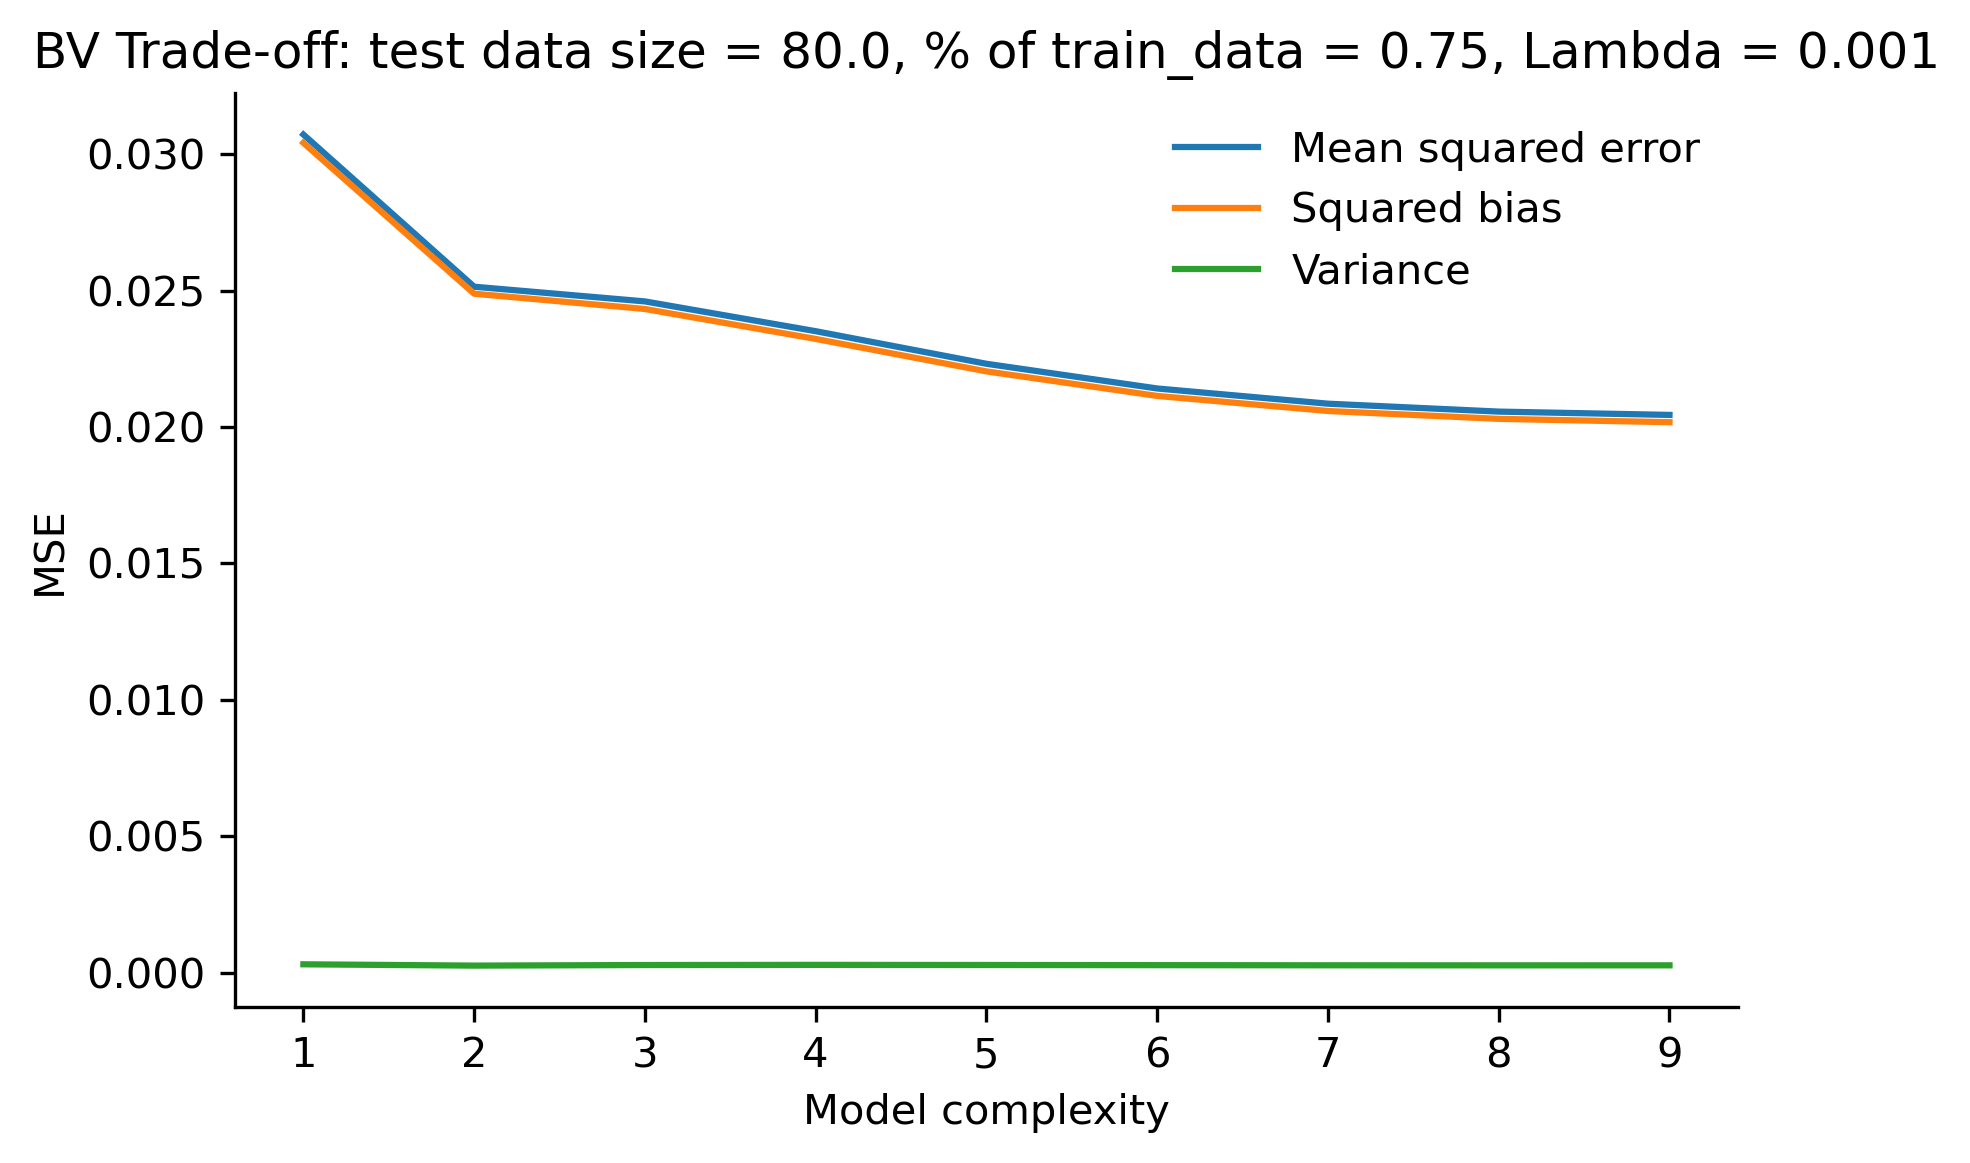 BV Trade-off: test data size = 80.0, % of train_data = 0.75, Lambda = 0.001
Mean squared error
Squared bias
Variance
MSE
0.030
0.025
0.020
0.015
0.010
0.005
0.000
1 2 3 4 5 6 7 8 9
Model complexity